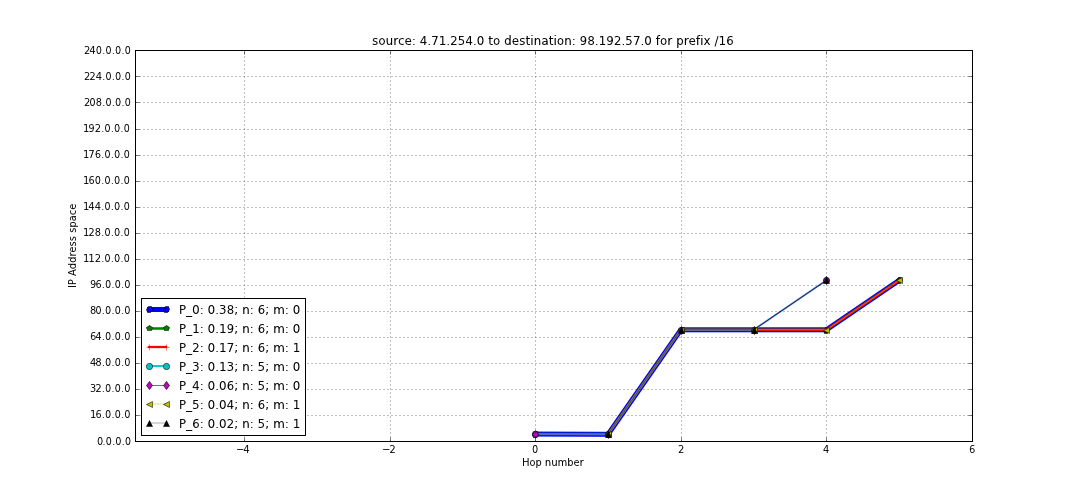 source: 4.71.254.0 to destination: 98.192.57.0 for prefix /16
240.0.0.0
224.0.0.0
208.0.0.0
192.0.0.0
176.0.0.0
160.0.0.0
144.0.0.0
128.0.0.0
112.0.0.0
96.0.0.0
80.0.0.0
64.0.0.0
48.0.0.0
32.0.0.0
16.0.0.0
0.0.0.0
IP Address space
P_0: 0.38; n: 6; m: 0
P_1: 0.19; n: 6; m: 0
P_2: 0.17; n: 6; m: 1
P_3: 0.13; n: 5; m: 0
P_4: 0.06; n: 5; m: 0
P_5: 0.04; n: 6; m: 1
P_6: 0.02; n: 5; m: 1
−4 −2 0 2 4 6
Hop number